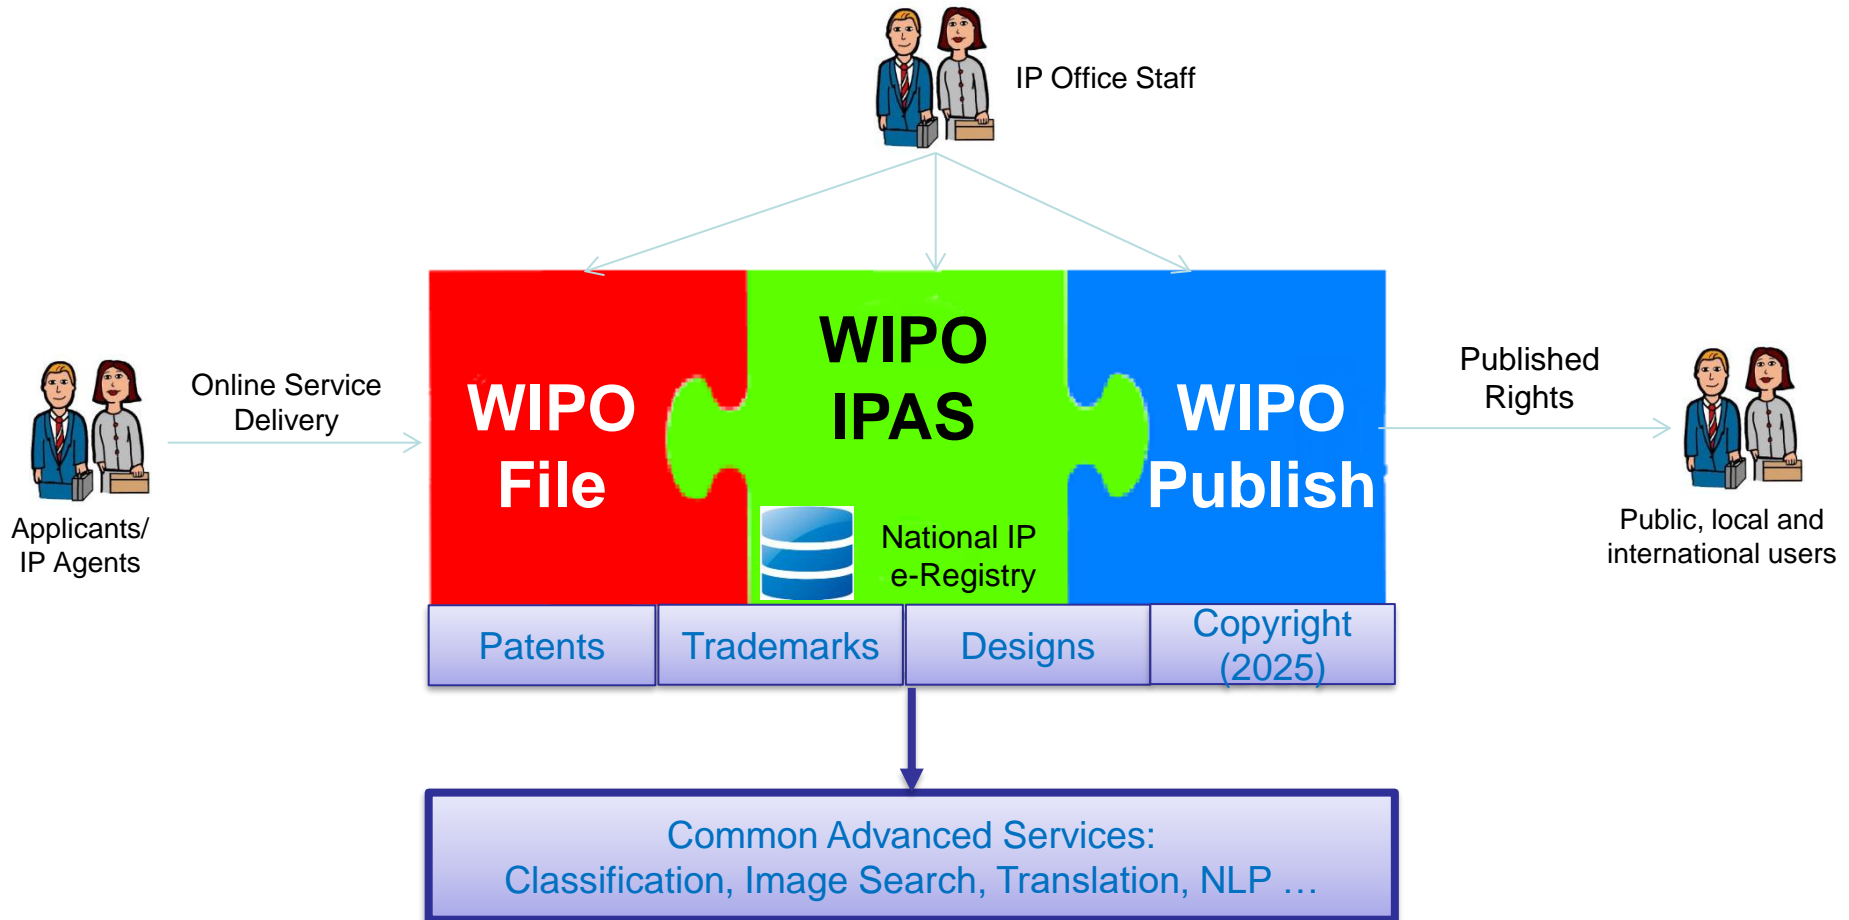 IP Office Staff
Online Service
Delivery
Applicants/
IP Agents
WIPO
File
WIPO
IPAS
National IP
e-Registry
WIPO
Publish
Published
Rights
Public, local and
international users
Patents
Trademarks
Designs
Copyright
(2025)
Common Advanced Services:
Classification, Image Search, Translation, NLP …